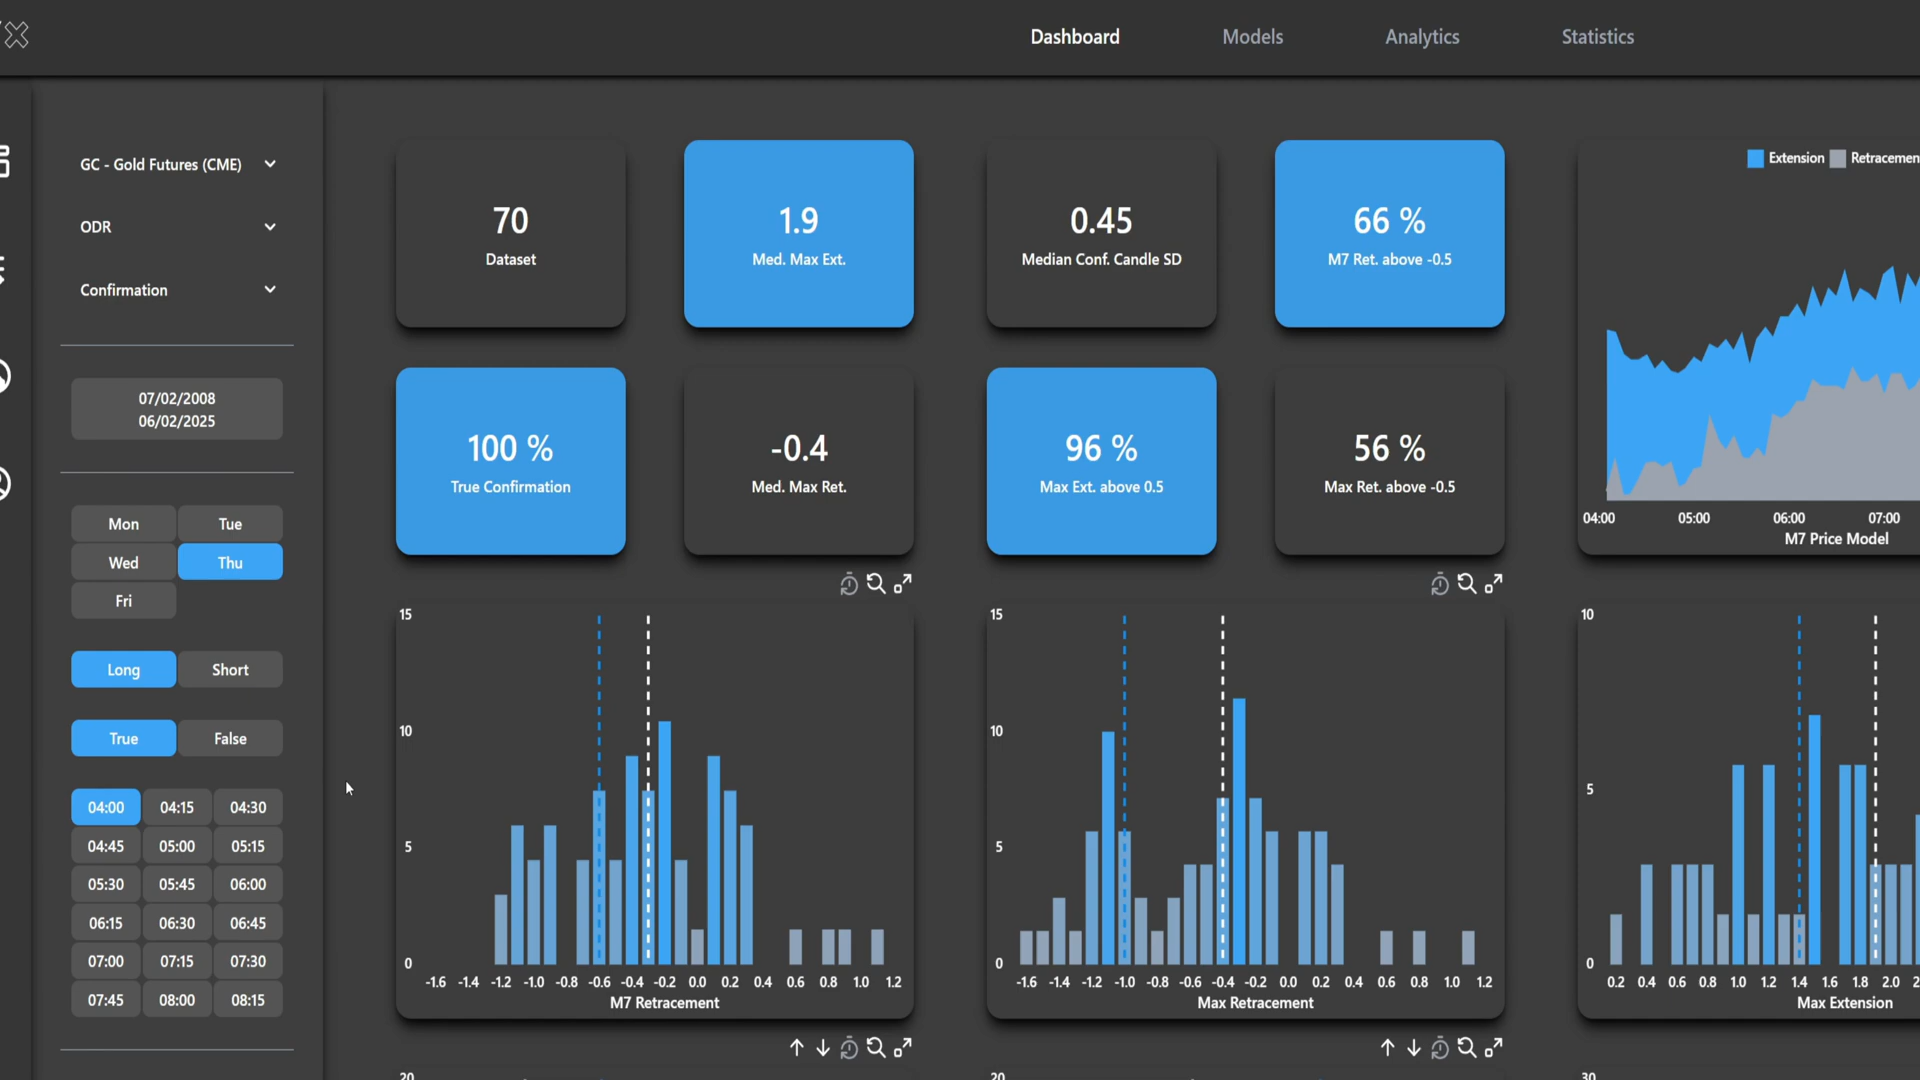 Dashboard
Models
Analytics
Statistics
GC - Gold Futures (CME)
ODR
Confirmation
07/02/2008
06/02/2025
Mon
Tue
Wed
Thu
Fri
Long
Short
True
False
04:00 04:15 04:30
04:45 05:00 05:15
05:30 05:45 06:00
06:15 06:30 06:45
07:00 07:15 07:30
07:45 08:00 08:15
70
Dataset
1.9
Med. Max Ext.
0.45
Median Conf. Candle SD
66 %
M7 Ret. above -0.5
100 %
True Confirmation
-0.4
Med. Max Ret.
96 %
Max Ext. above 0.5
56 %
Max Ret. above -0.5
Extension
Retracemen
04:00 05:00 06:00 07:00
M7 Price Model
15
10
5
0
-1.6 -1.4 -1.2 -1.0 -0.8 -0.6 -0.4 -0.2 0.0 0.2 0.4 0.6 0.8 1.0 1.2
M7 Retracement
15
10
5
0
-1.6 -1.4 -1.2 -1.0 -0.8 -0.6 -0.4 -0.2 0.0 0.2 0.4 0.6 0.8 1.0 1.2
Max Retracement
10
5
0
0.2 0.4 0.6 0.8 1.0 1.2 1.4 1.6 1.8 2.0
Max Extension
20
20
30